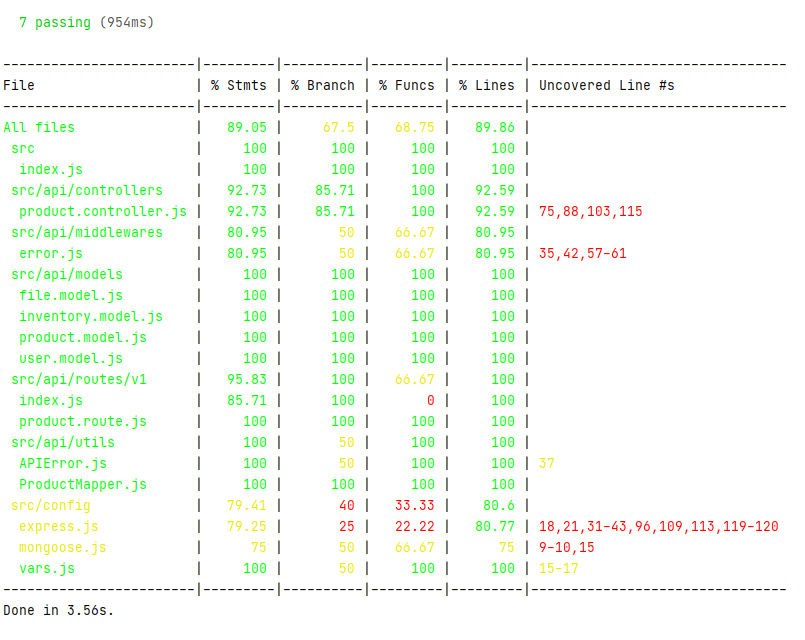 7 passing (954ms)
------------------------|---------|----------|---------|---------|--------------------------------
File                    | % Stmts | % Branch | % Funcs | % Lines | Uncovered Line #s
------------------------|---------|----------|---------|---------|--------------------------------
All files               |   89.05 |     67.5 |   68.75 |   89.86 |
 src                    |     100 |      100 |     100 |     100 |
  index.js              |     100 |      100 |     100 |     100 |
 src/api/controllers    |   92.73 |    85.71 |     100 |   92.59 |
  product.controller.js |   92.73 |    85.71 |     100 |   92.59 | 75,88,103,115
 src/api/middlewares    |   80.95 |       50 |   66.67 |   80.95 |
  error.js              |   80.95 |       50 |   66.67 |   80.95 | 35,42,57-61
 src/api/models         |     100 |      100 |     100 |     100 |
  file.model.js         |     100 |      100 |     100 |     100 |
  inventory.model.js    |     100 |      100 |     100 |     100 |
  product.model.js      |     100 |      100 |     100 |     100 |
  user.model.js         |     100 |      100 |     100 |     100 |
 src/api/routes/v1      |   95.83 |      100 |   66.67 |     100 |
  index.js              |   85.71 |      100 |       0 |     100 |
  product.route.js      |     100 |      100 |     100 |     100 |
 src/api/utils          |     100 |       50 |     100 |     100 |
  APIError.js           |     100 |       50 |     100 |     100 | 37
  ProductMapper.js      |     100 |      100 |     100 |     100 |
 src/config             |   79.41 |       40 |   33.33 |    80.6 |
  express.js            |   79.25 |       25 |   22.22 |   80.77 | 18,21,31-43,96,109,113,119-120
  mongoose.js           |      75 |       50 |   66.67 |      75 | 9-10,15
  vars.js               |     100 |       50 |     100 |     100 | 15-17
------------------------|---------|----------|---------|---------|--------------------------------
Done in 3.56s.